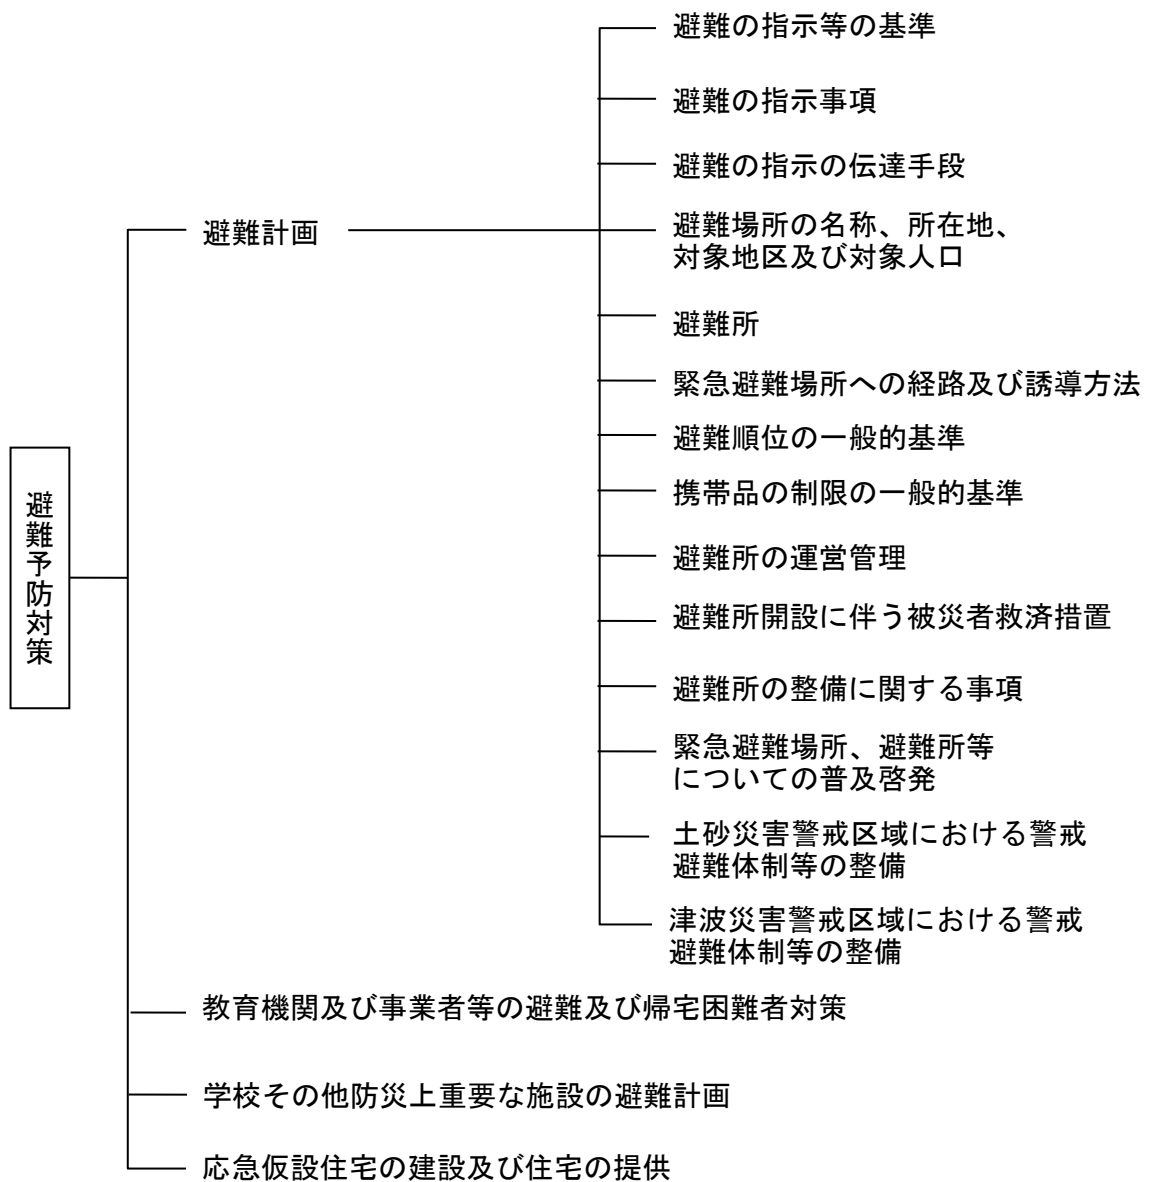 避難予防対策
避難計画
避難の指示等の基準
避難の指示事項
避難の指示の伝達手段
避難場所の名称、所在地、
対象地区及び対象人口
避難所
緊急避難場所への経路及び誘導方法
避難順位の一般的基準
携帯品の制限の一般的基準
避難所の運営管理
避難所開設に伴う被災者救済措置
避難所の整備に関する事項
緊急避難場所、避難所等
についての普及啓発
土砂災害警戒区域における警戒
避難体制等の整備
津波災害警戒区域における警戒
避難体制等の整備
教育機関及び事業者等の避難及び帰宅困難者対策
学校その他防災上重要な施設の避難計画
応急仮設住宅の建設及び住宅の提供